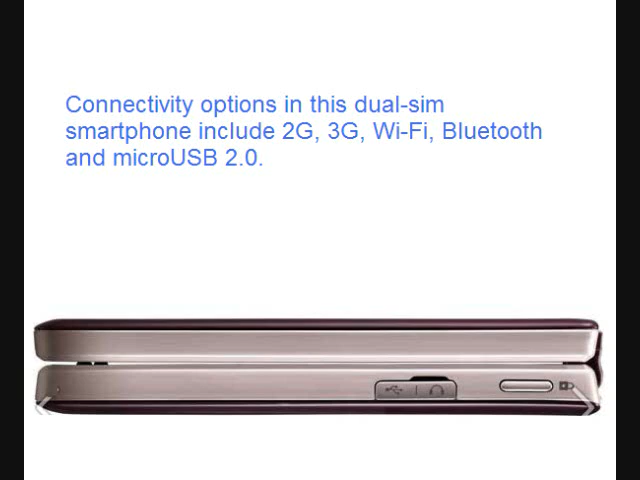 Connectivity options in this dual-sim
smartphone include 2G, 3G, Wi-Fi, Bluetooth
and microUSB 2.0.